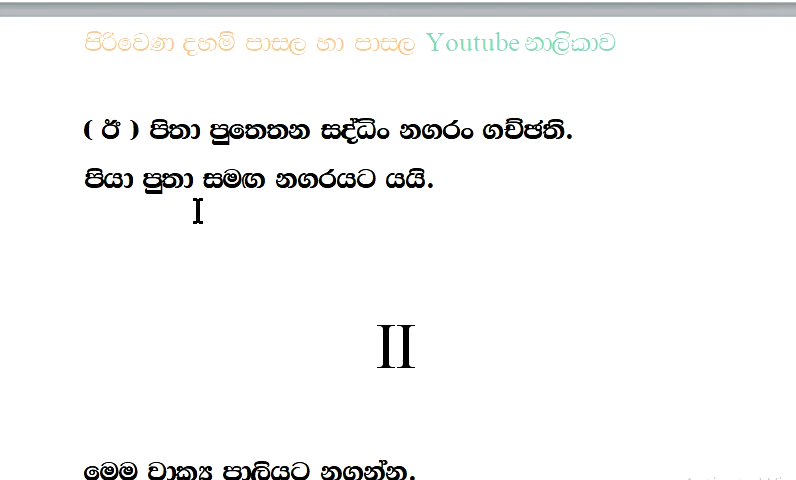 පිරිවෙණ දහම් පාසල හා පාසල Youtube නාලිකාව
( ඊ ) පිතා පුතෙතන සද්ධිං නගරං ගච්ඡති.
පියා පුතා සමඟ නගරයට යයි.
II
මෙම වාක්‍ය පාලියට නගන්න.